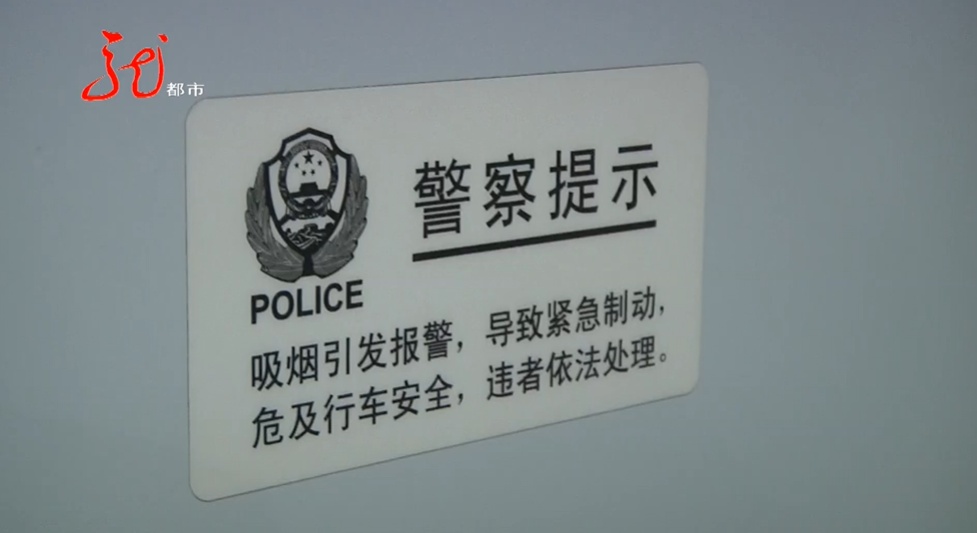 龙
都市
警察提示
POLICE
吸烟引发报警，导致紧急制动，
危及行车安全，违者依法处理。